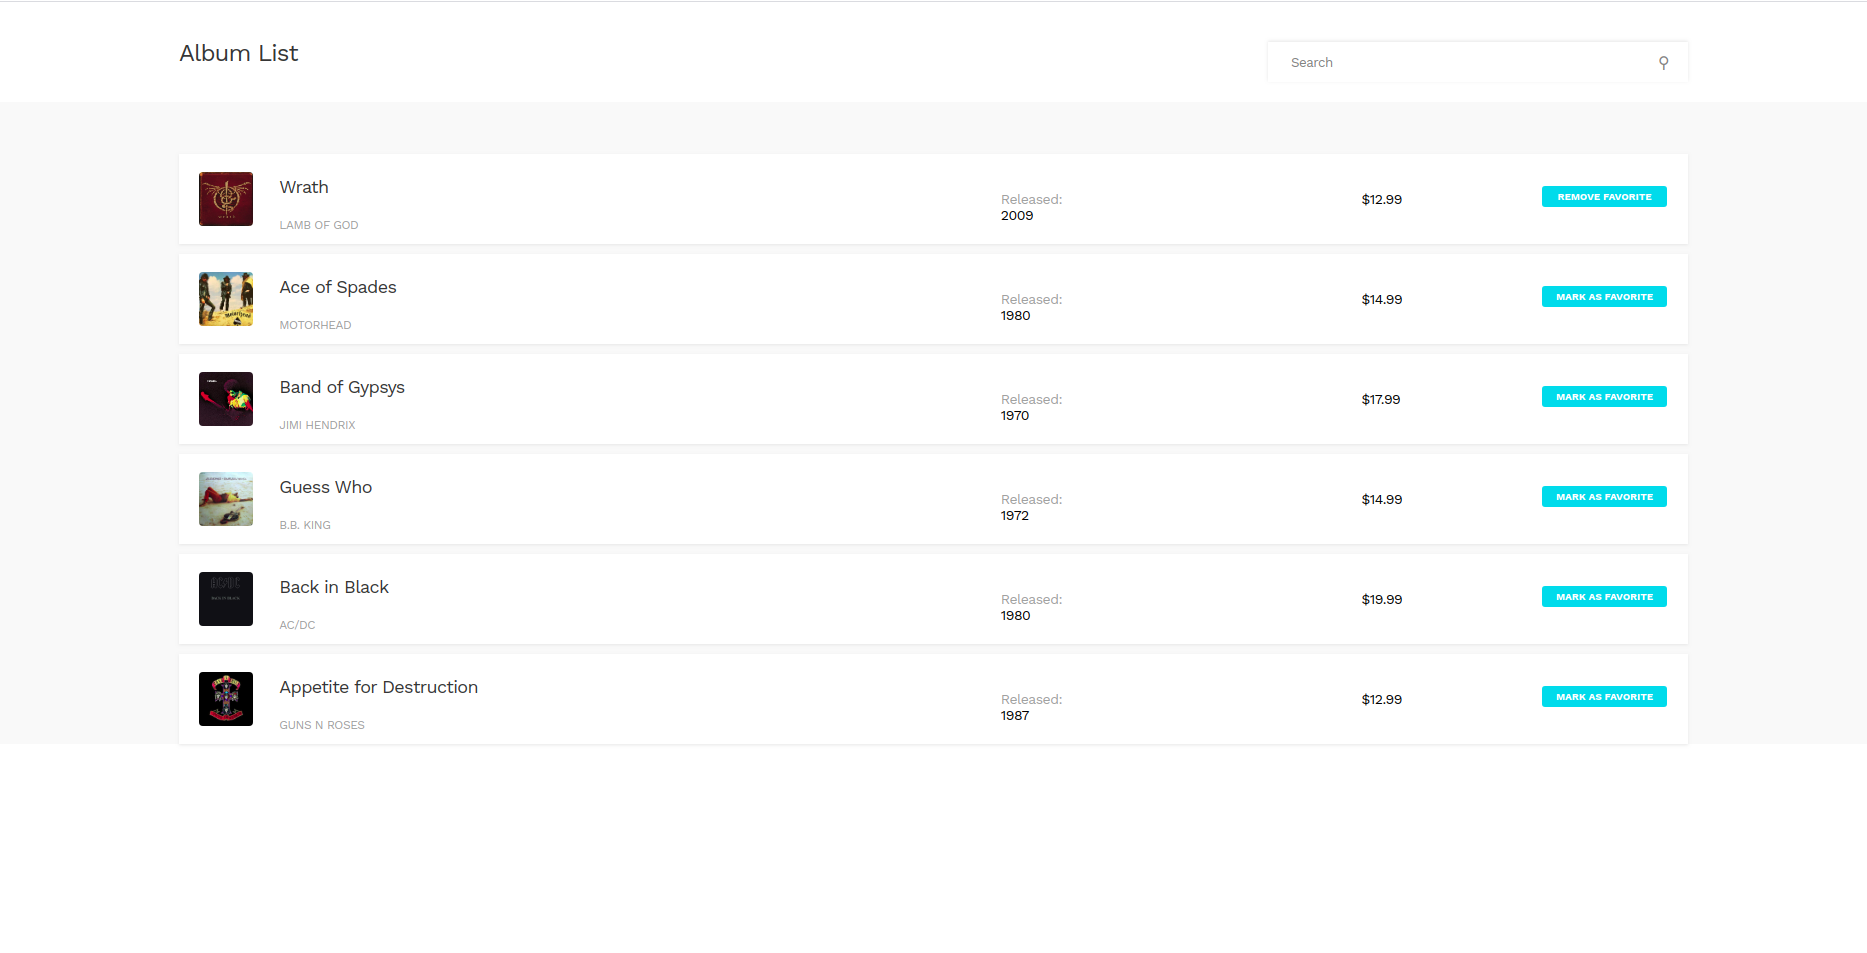 Album List
Search
Wrath
LAMB OF GOD
Released:
2009
$12.99
REMOVE FAVORITE
Ace of Spades
MOTORHEAD
Released:
1980
$14.99
MARK AS FAVORITE
Band of Gypsys
JIMI HENDRIX
Released:
1970
$17.99
MARK AS FAVORITE
Guess Who
B.B. KING
Released:
1972
$14.99
MARK AS FAVORITE
Back in Black
AC/DC
Released:
1980
$19.99
MARK AS FAVORITE
Appetite for Destruction
GUNS N ROSES
Released:
1987
$12.99
MARK AS FAVORITE